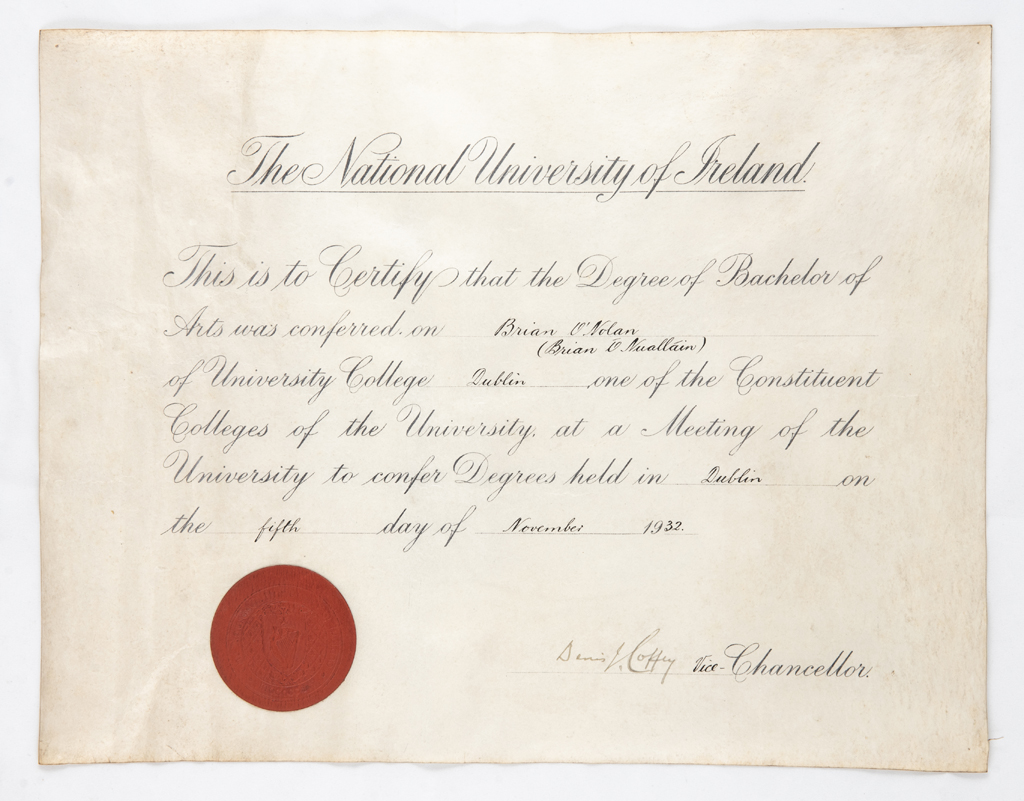 The National University of Ireland.
This is to Certify that the Degree of Bachelor of
Arts was conferred on Brian O'Nolan
(Brian Ó Nualláin)
of University College Dublin, one of the Constituent
Colleges of the University, at a Meeting of the
University to confer Degrees held in Dublin on
the fifth day of November 1932.
Denis J. Coffey Vice-Chancellor.